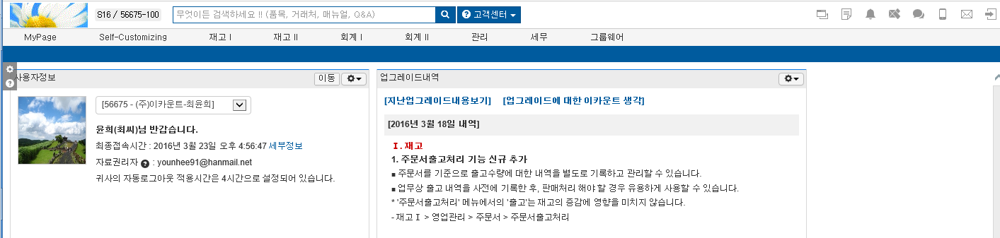 S16 / 56675-100
무엇이든 검색하세요 !! (품목, 거래처, 매뉴얼, Q&A)
고객센터
MyPage Self-Customizing 재고 I 재고 II 회계 I 회계 II 관리 세무 그룹웨어
사용자정보
이동
[56675 - (주)이카운트-최윤희]
윤희(최씨)님 반갑습니다.
최종접속시간 : 2016년 3월 23일 오후 4:56:47 세부정보
자료권리자 ? : younhee91@hanmail.net
귀사의 자동로그아웃 적용시간은 4시간으로 설정되어 있습니다.
업그레이드내역
[지난업그레이드내용보기] [업그레이드에 대한 이카운트 생각]
[2016년 3월 18일 내역]
Ⅰ. 재고
1. 주문서출고처리 기능 신규 추가
■ 주문서를 기준으로 출고수량에 대한 내역을 별도로 기록하고 관리할 수 있습니다.
■ 업무상 출고 내역을 사전에 기록한 후, 판매처리 해야 할 경우 유용하게 사용할 수 있습니다.
* '주문서출고처리' 메뉴에서의 '출고'는 재고의 증감에 영향을 미치지 않습니다.
- 재고Ⅰ > 영업관리 > 주문서 > 주문서출고처리